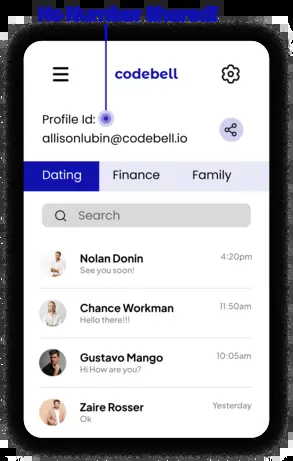 No Number Shared!
codebell
Profile Id:
allisonlubin@codebell.io
Dating Finance Family
Search
Nolan Donin 4:20pm
See you soon!
Chance Workman 11:50am
Hello there!!!
Gustavo Mango 10:05am
Hi How are you?
Zaire Rosser Yesterday
Ok